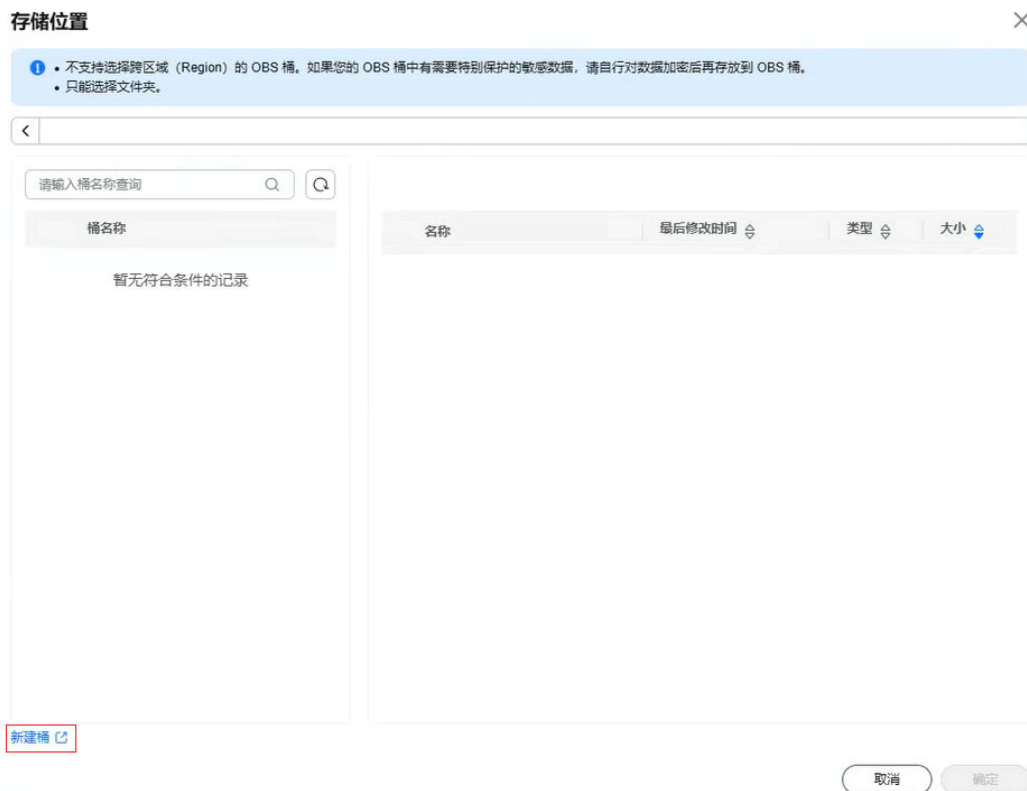 存储位置
• 不支持选择跨区域（Region）的 OBS 桶。如果您的 OBS 桶中有需要特别保护的敏感数据，请自行对数据加密后再存放到 OBS 桶。
• 只能选择文件夹。
请输入桶名称查询
桶名称
名称 最后修改时间 类型 大小
暂无符合条件的记录
新建桶
取消 确定